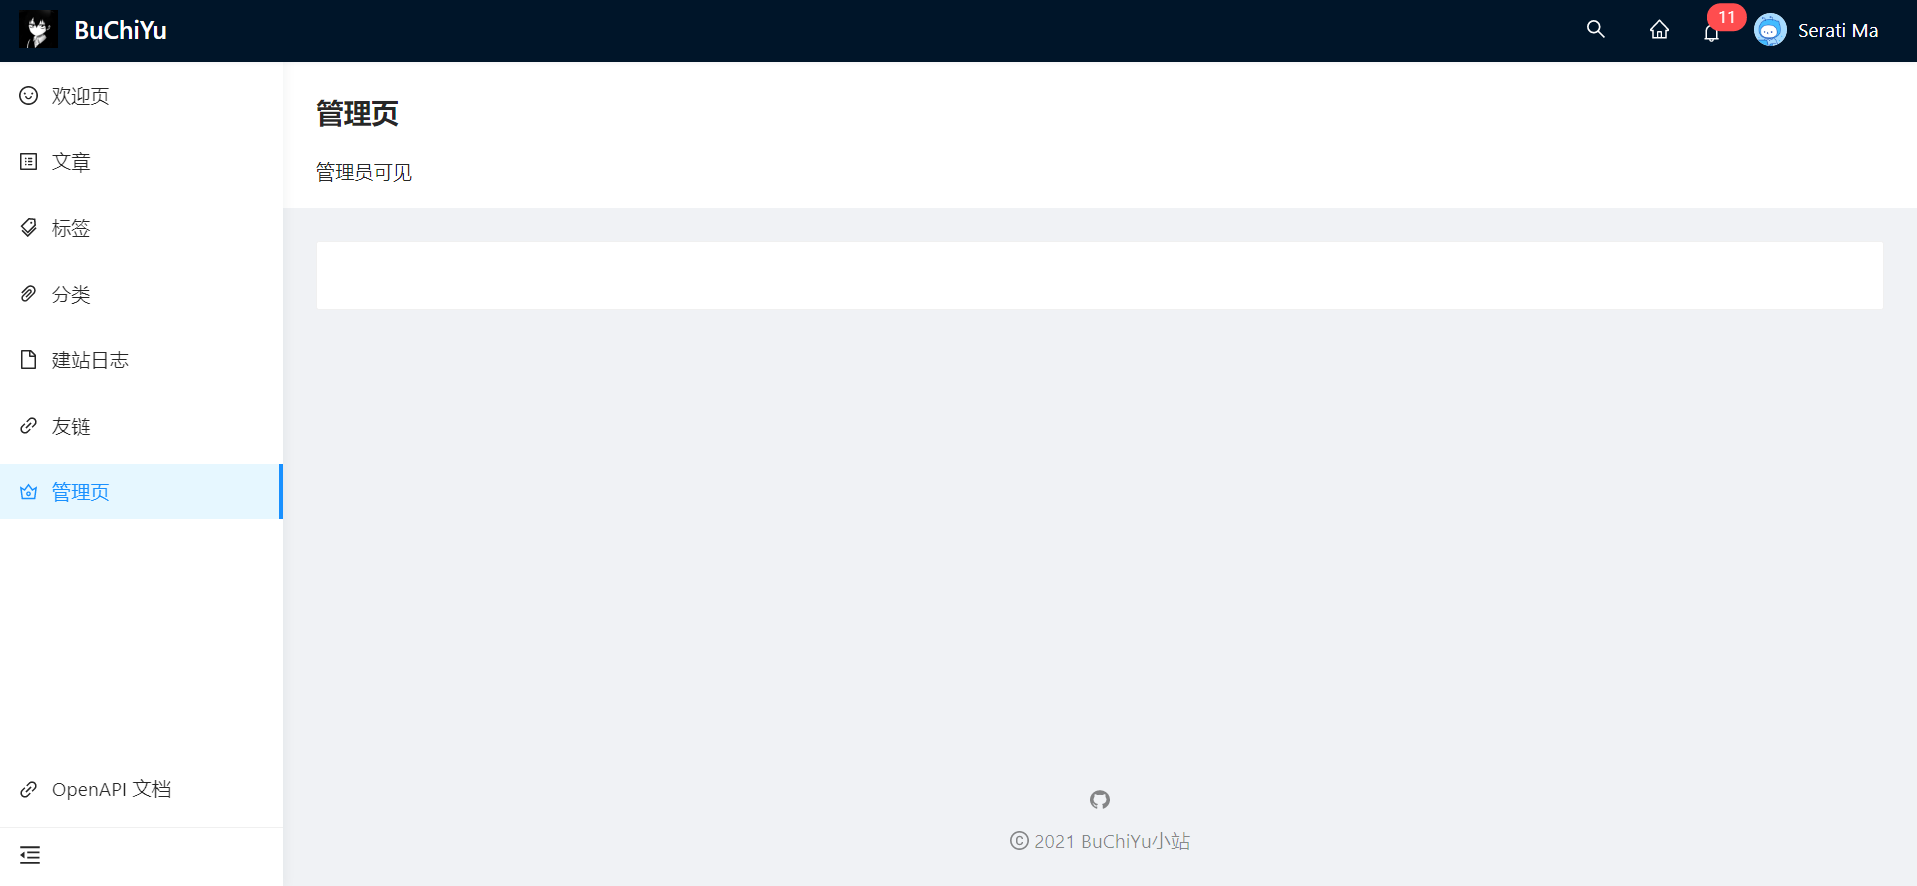 BuChiYu
11
Serati Ma
欢迎页
文章
标签
分类
建站日志
友链
管理页
OpenAPI 文档
管理页
管理员可见
© 2021 BuChiYu小站